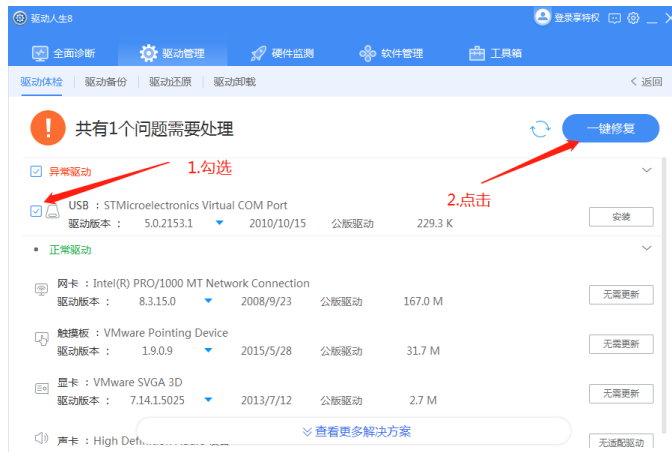 驱动人生8
登录享特权
全面诊断 驱动管理 硬件监测 软件管理 工具箱
驱动体检 驱动备份 驱动还原 驱动卸载 < 返回
! 共有1个问题需要处理 一键修复
异常驱动 1.勾选
USB ：STMicroelectronics Virtual COM Port 2.点击
驱动版本 ： 5.0.2153.1 2010/10/15 公版驱动 229.3 K 安装
正常驱动
网卡 ：Intel(R) PRO/1000 MT Network Connection
驱动版本 ： 8.3.15.0 2008/9/23 公版驱动 167.0 M 无需更新
触摸板 ：VMware Pointing Device
驱动版本 ： 1.9.0.9 2015/5/28 公版驱动 31.7 M 无需更新
显卡 ：VMware SVGA 3D
驱动版本 ： 7.14.1.5025 2013/7/12 公版驱动 2.7 M 无需更新
查看更多解决方案
声卡 ：High 无适配驱动